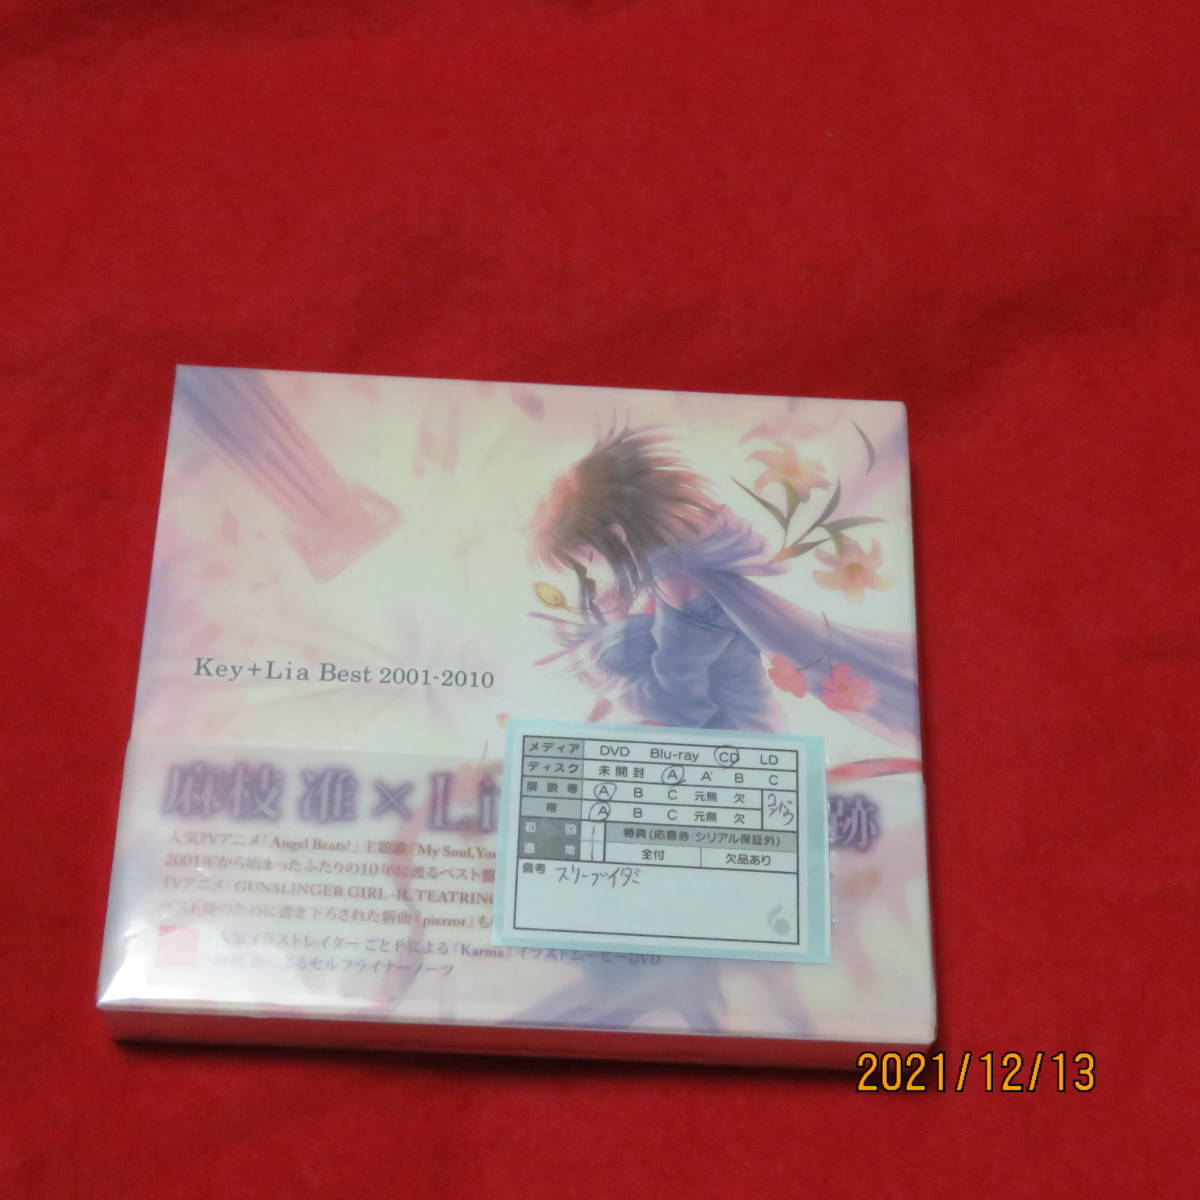 Key+Lia Best 2001-2010
麻枝 准×Li
跡
人気TVアニメ「Angel Beats!」主題歌「My Soul, You
2001年から始まったふたりの10年に渡るベスト盤
TVアニメ「GUNSLINGER GIRL -IL TEATRINO
ベスト盤のために書き下ろされた新曲『pierrot』も
人気イラストレイター ごとPによる『Karma』イラストムービーDVD
によるセルフライナーノーツ
メディア DVD Blu-ray CD LD
ディスク 未開封 A A' B C
解説等 A B C 元無 欠
帯 A B C 元無 欠
初回 特典(応募券・シリアル保証外)
通常 全付 欠品あり
備考 スリーブイタミ
2021/12/13